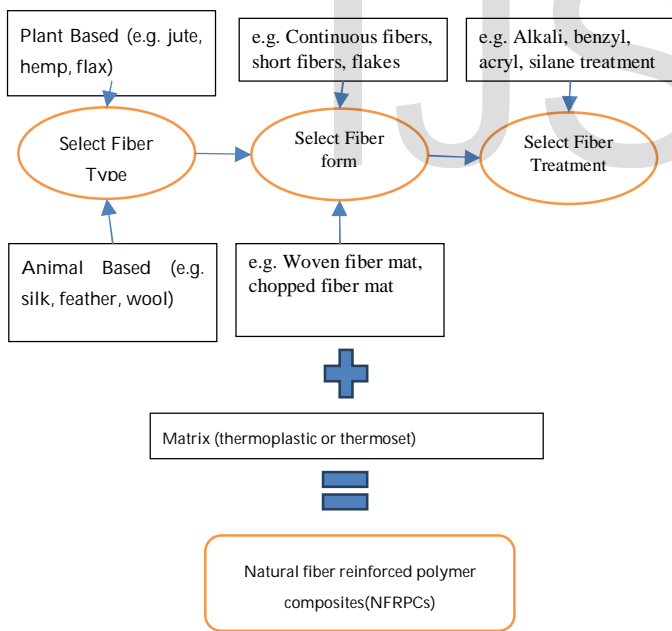 Plant Based (e.g. jute,
hemp, flax)
e.g. Continuous fibers,
short fibers, flakes
e.g. Alkali, benzyl,
acryl, silane treatment
IJS
Select Fiber
Type
Select Fiber
form
Select Fiber
Treatment
Animal Based (e.g.
silk, feather, wool)
e.g. Woven fiber mat,
chopped fiber mat
Matrix (thermoplastic or thermoset)
Natural fiber reinforced polymer
composites(NFRPCs)